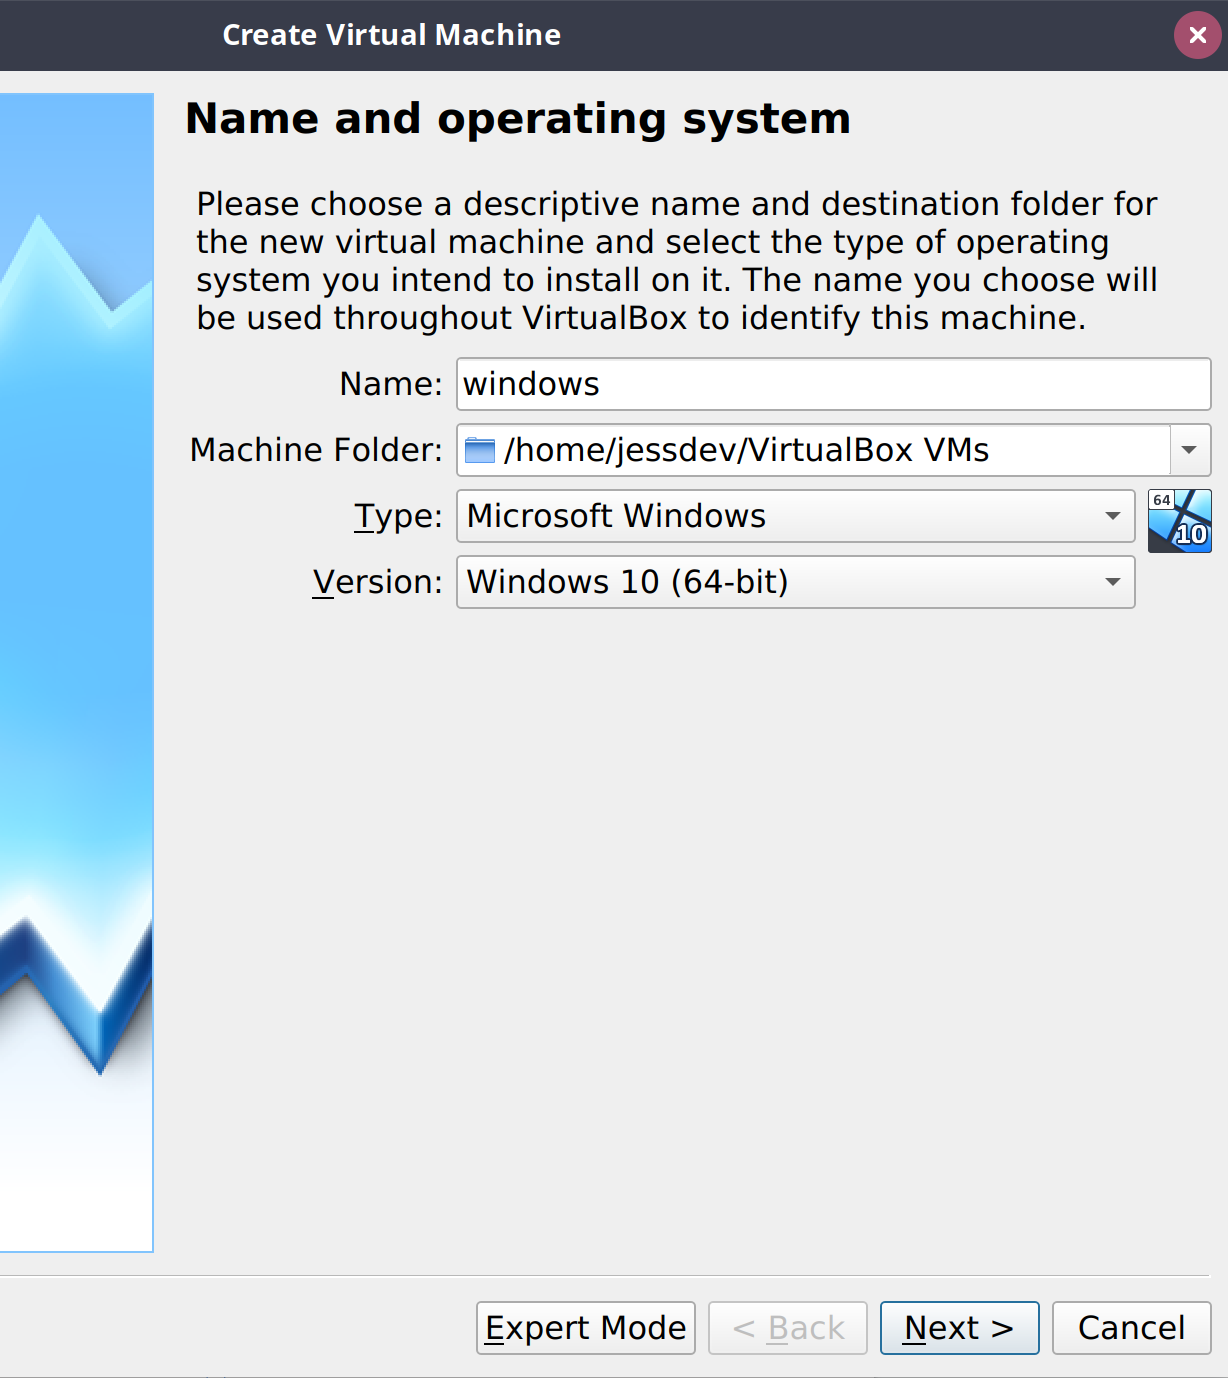 Create Virtual Machine
Name and operating system
Please choose a descriptive name and destination folder for
the new virtual machine and select the type of operating
system you intend to install on it. The name you choose will
be used throughout VirtualBox to identify this machine.
Name: windows
Machine Folder: /home/jessdev/VirtualBox VMs
Type: Microsoft Windows 64 10
Version: Windows 10 (64-bit)
Expert Mode < Back Next > Cancel